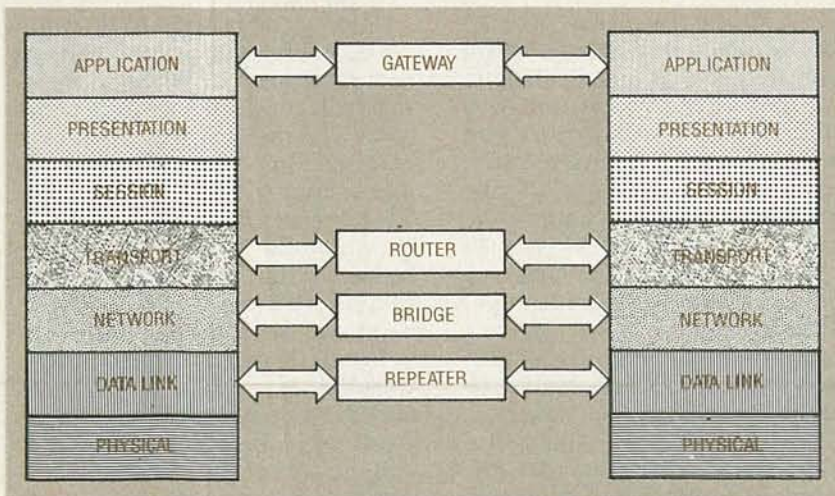 APPLICATION
GATEWAY
APPLICATION
PRESENTATION
PRESENTATION
SESSION
SESSION
TRANSPORT
ROUTER
TRANSPORT
NETWORK
BRIDGE
NETWORK
DATA LINK
REPEATER
DATA LINK
PHYSICAL
PHYSICAL